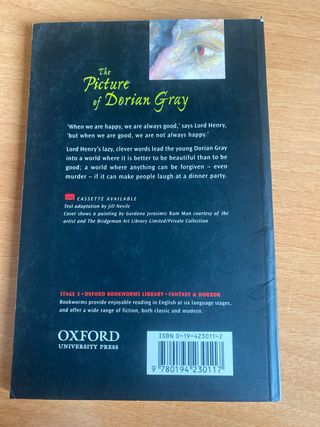 The
Picture
of Dorian Gray
'When we are happy, we are always good,' says Lord Henry,
'but when we are good, we are not always happy.'
Lord Henry's lazy, clever words lead the young Dorian Gray
into a world where it is better to be beautiful than to be
good; a world where anything can be forgiven – even
murder – if it can make people laugh at a dinner party.
CASSETTE AVAILABLE
Text adaptation by Jill Nevile
Cover shows a painting by Gordana Jerosimic Ram Man courtesy of the
artist and The Bridgeman Art Library Limited/Private Collection
STAGE 3 • OXFORD BOOKWORMS LIBRARY • FANTASY & HORROR
Bookworms provide enjoyable reading in English at six language stages,
and offer a wide range of fiction, both classic and modern.
OXFORD
UNIVERSITY PRESS
ISBN 0-19-423011-2
9 780194 230117